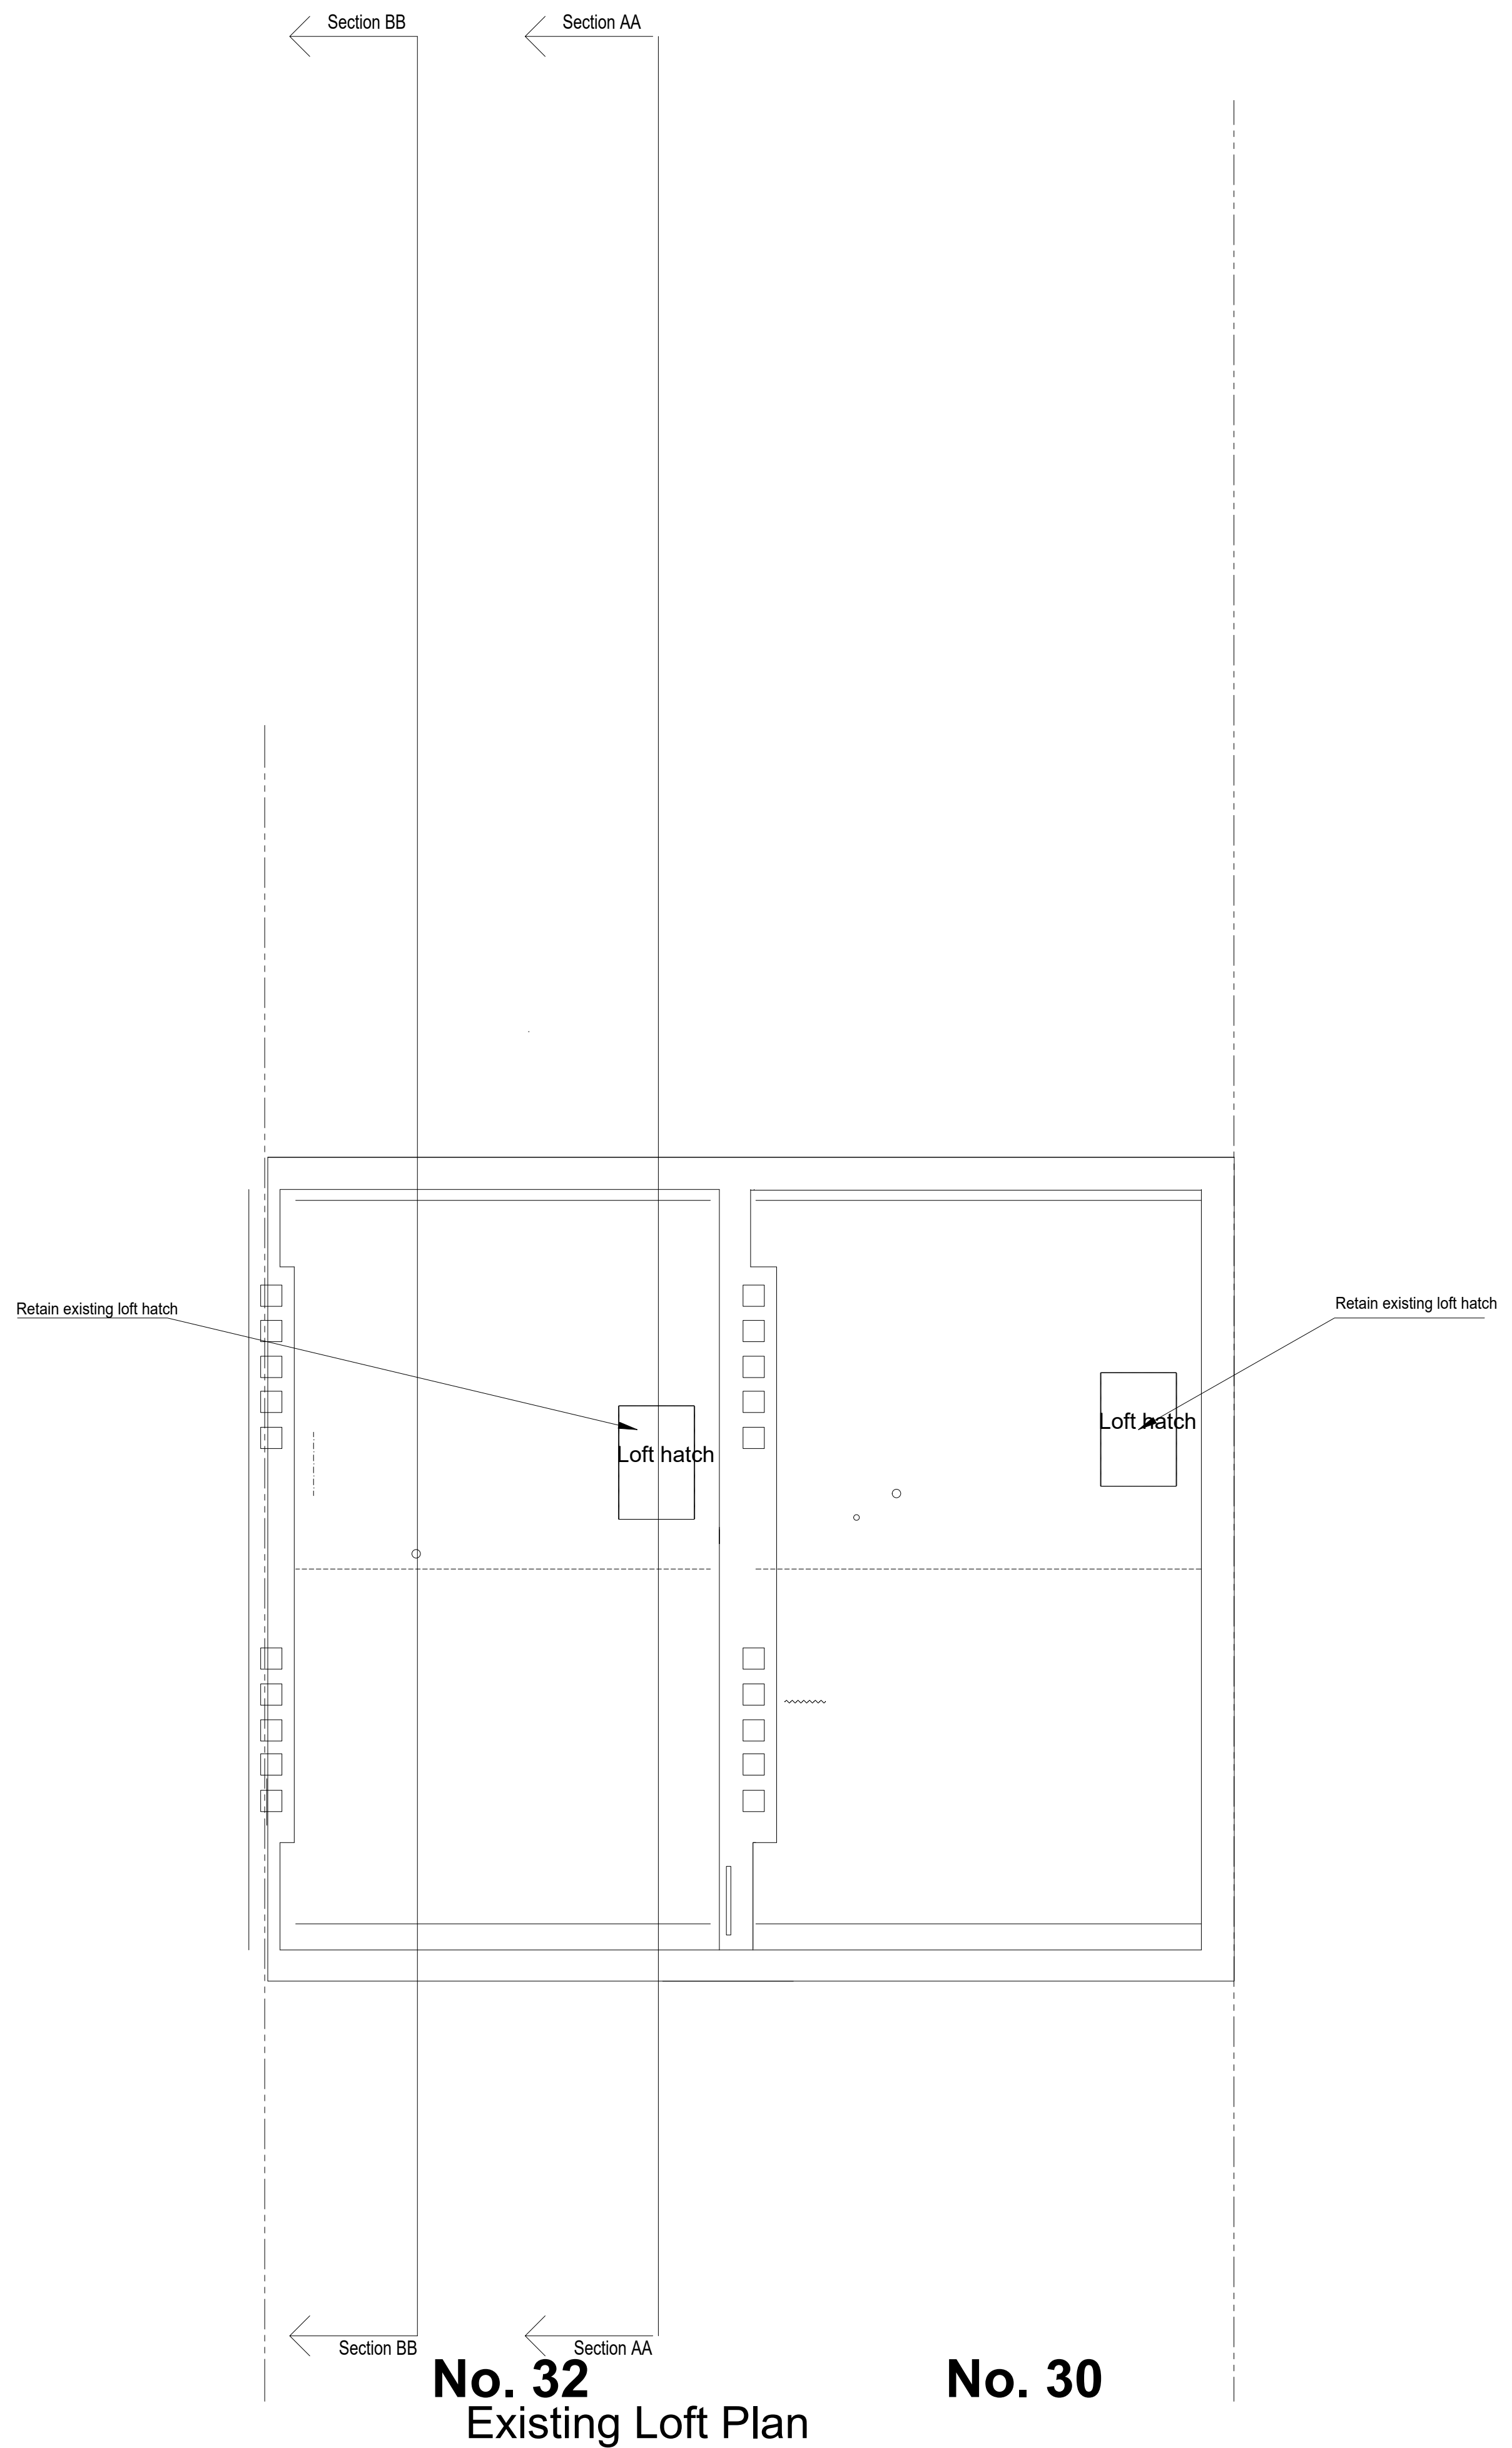 Section BB
Section AA
Retain existing loft hatch
Retain existing loft hatch
Loft hatch
Loft hatch
Section BB
Section AA
No. 32
No. 30
Existing Loft Plan